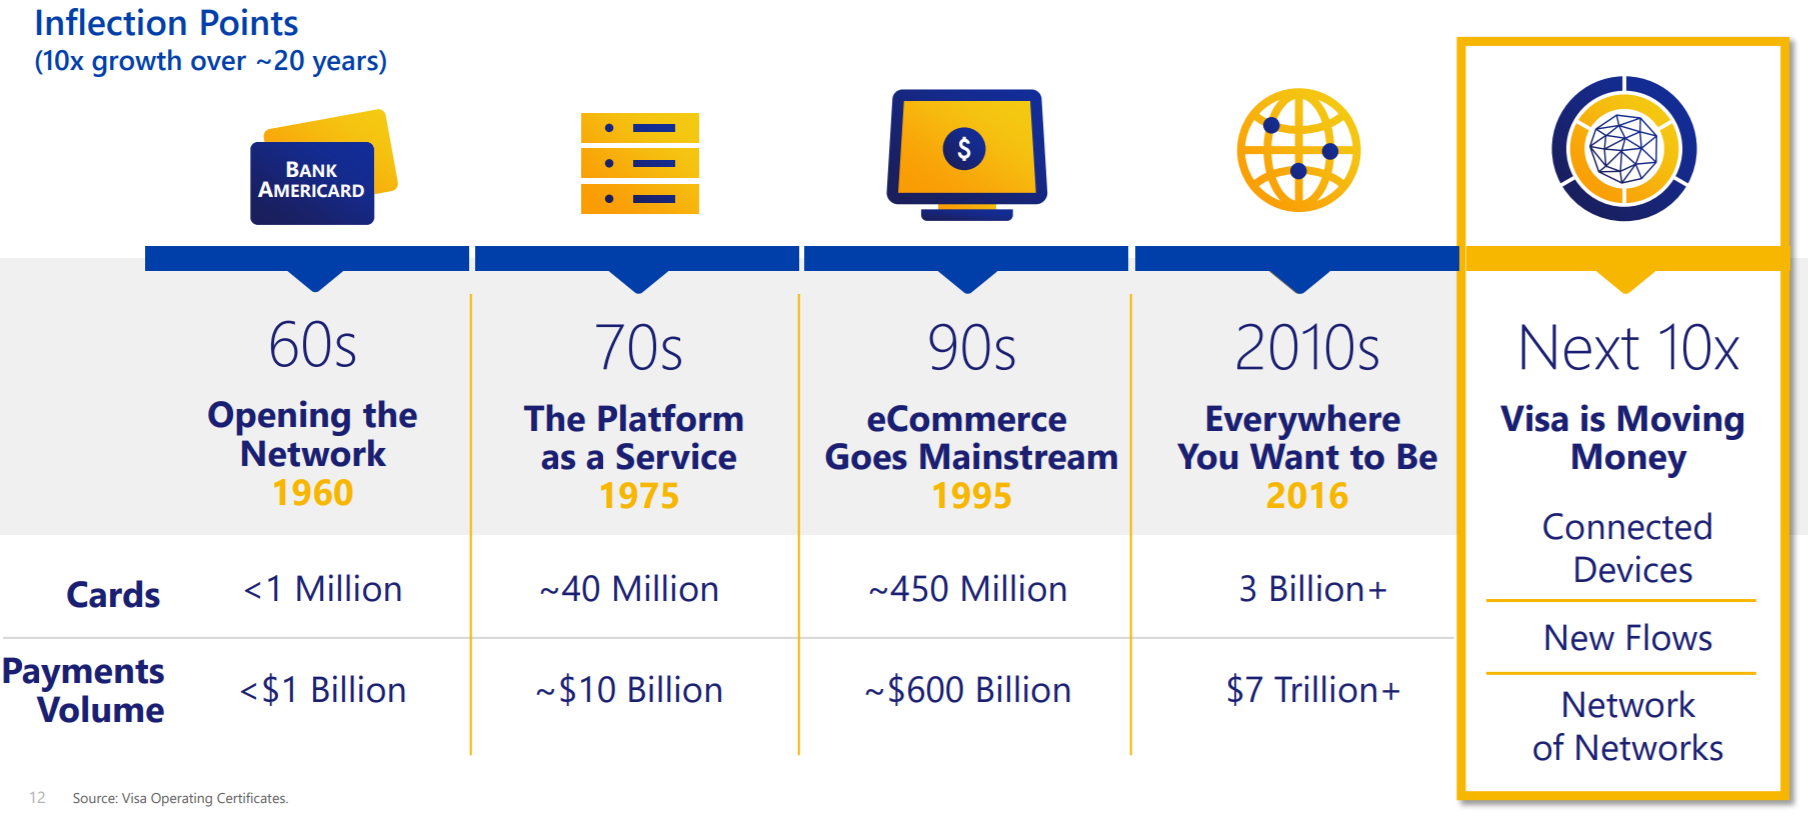 Inflection Points
(10x growth over ~20 years)
BANK
AMERICARD
$
60s
Opening the
Network
1960
70s
The Platform
as a Service
1975
90s
eCommerce
Goes Mainstream
1995
2010s
Everywhere
You Want to Be
2016
Next 10x
Visa is Moving
Money
Connected
Devices
New Flows
Network
of Networks
Cards
<1 Million
~40 Million
~450 Million
3 Billion+
Payments
Volume
<$1 Billion
~$10 Billion
~$600 Billion
$7 Trillion+
12 Source: Visa Operating Certificates.